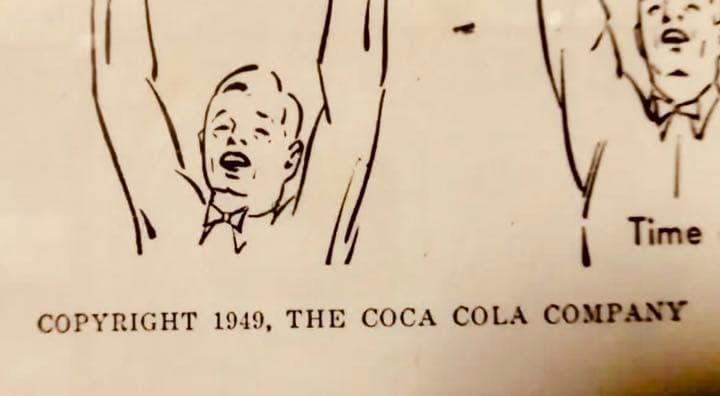 Time
COPYRIGHT 1949, THE COCA COLA COMPANY